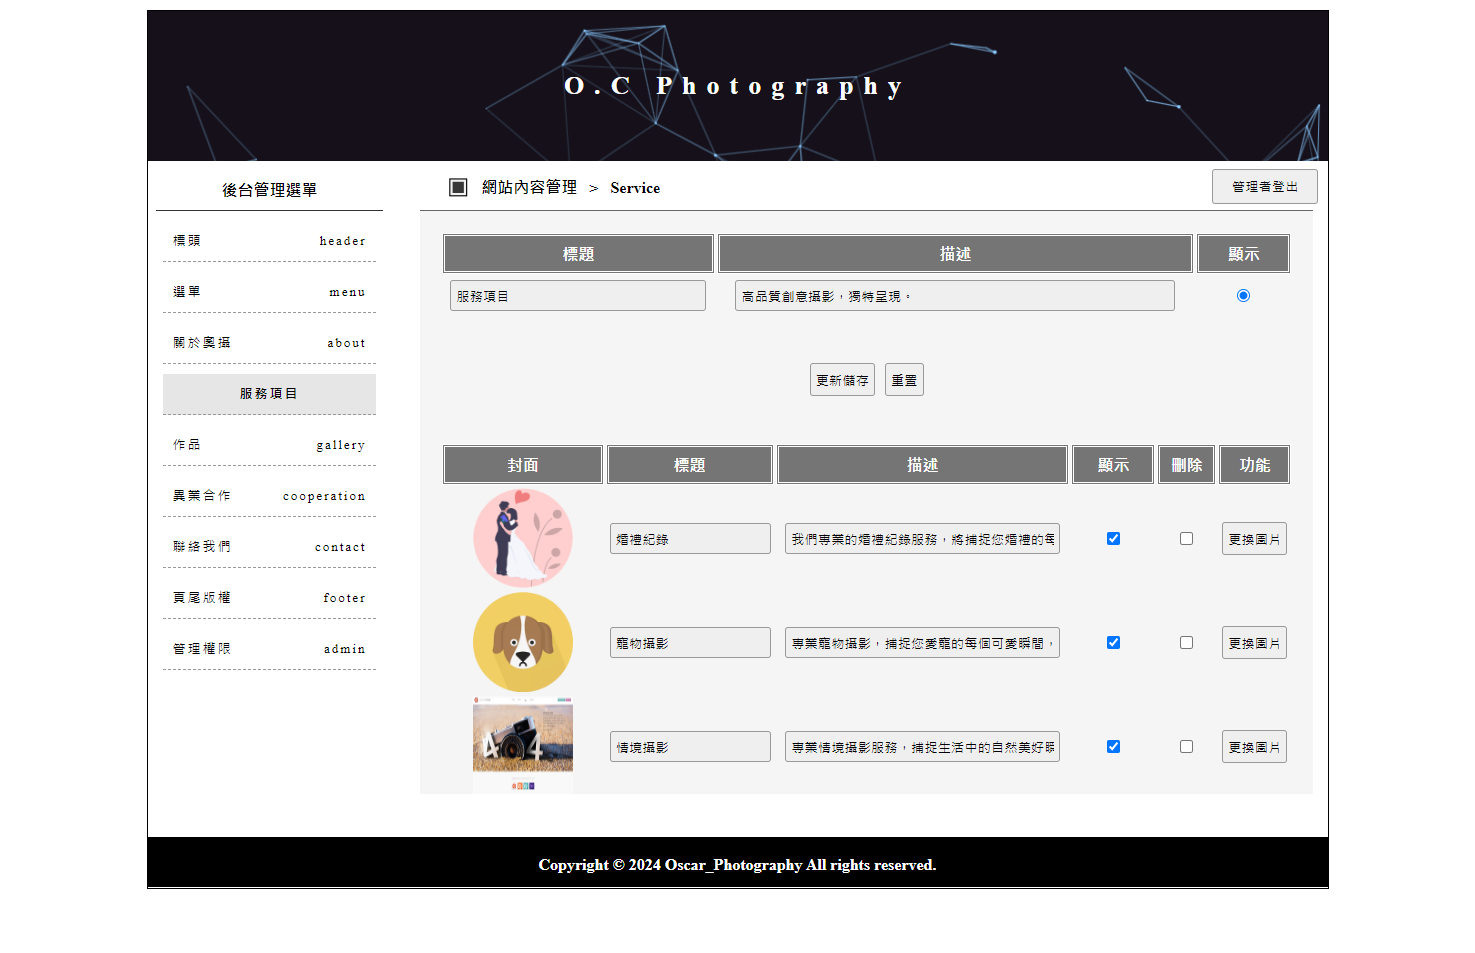 O.C Photography
後台管理選單
標頭 header
選單 menu
關於奧攝 about
服務項目
作品 gallery
異業合作 cooperation
聯絡我們 contact
頁尾版權 footer
管理權限 admin
網站內容管理 > Service
管理者登出
標題 描述 顯示
服務項目 高品質創意攝影，獨特呈現。
更新儲存 重置
封面 標題 描述 顯示 刪除 功能
婚禮紀錄 我們專業的婚禮紀錄服務，將捕捉您婚禮的每 更換圖片
寵物攝影 專業寵物攝影，捕捉您愛寵的每個可愛瞬間， 更換圖片
4 4
情境攝影 專業情境攝影服務，捕捉生活中的自然美好瞬 更換圖片
Copyright © 2024 Oscar_Photography All rights reserved.